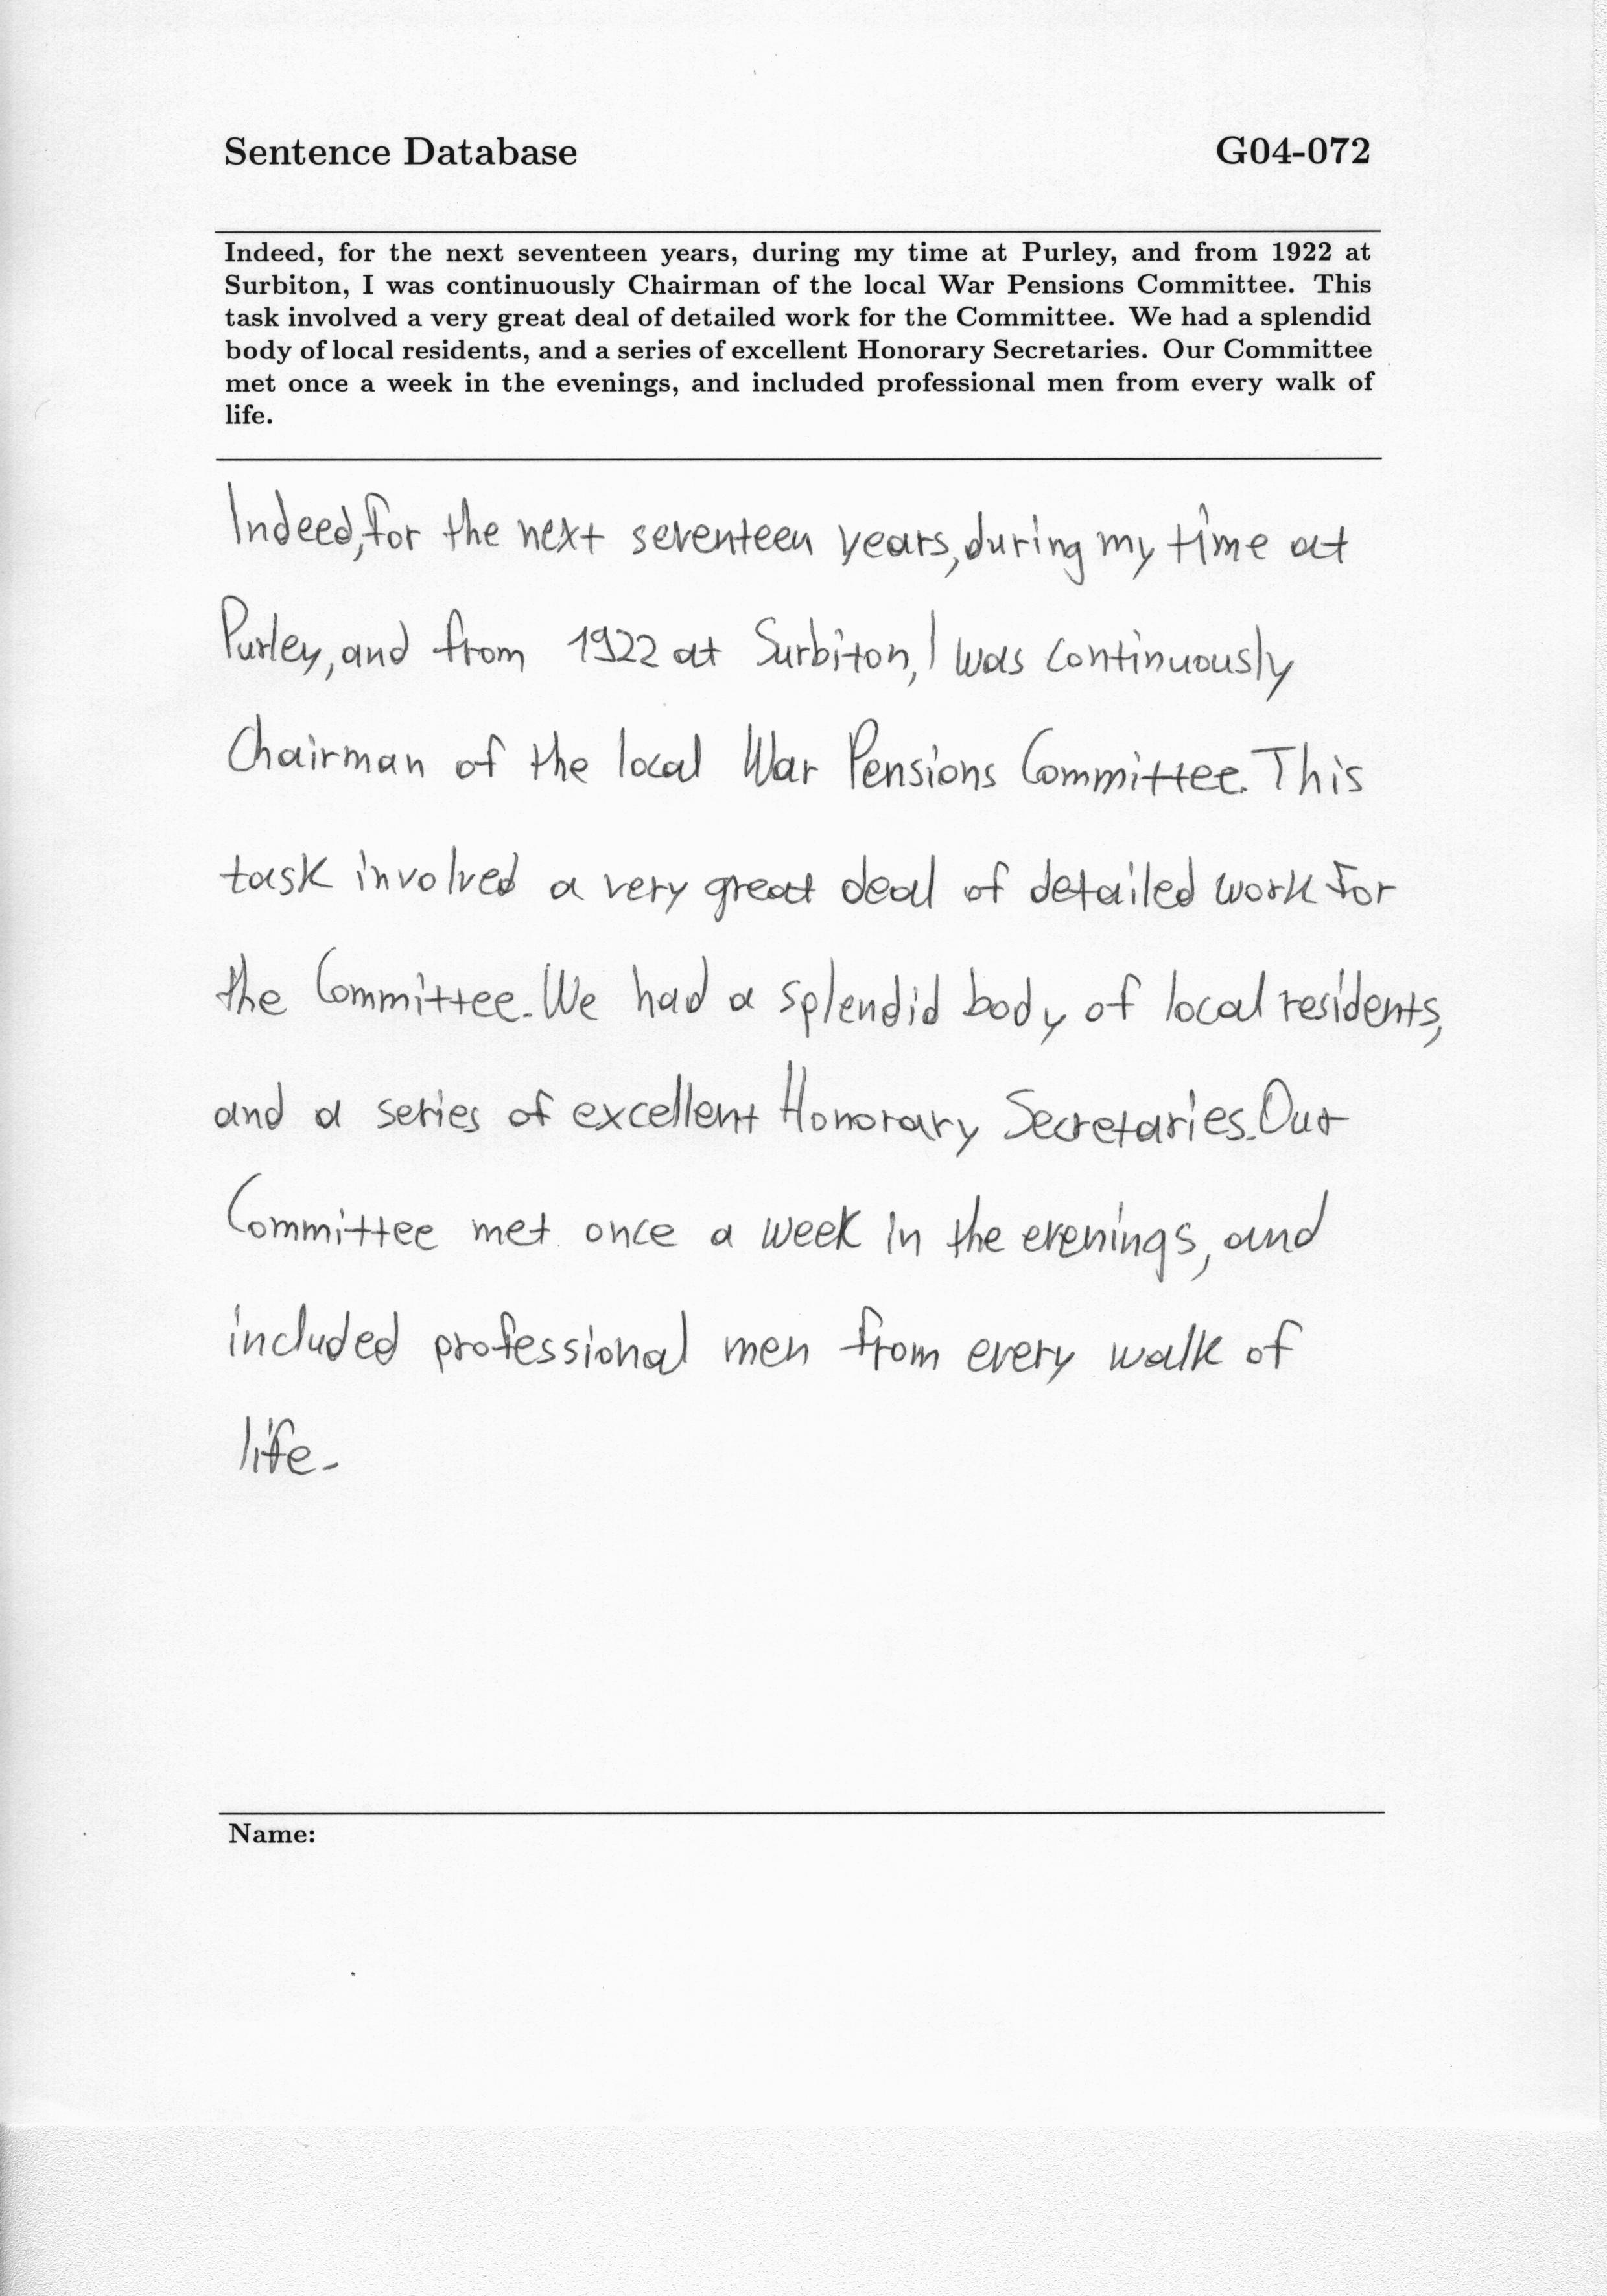 Sentence Database G04-072
Indeed, for the next seventeen years, during my time at Purley, and from 1922 at
Surbiton, I was continuously Chairman of the local War Pensions Committee. This
task involved a very great deal of detailed work for the Committee. We had a splendid
body of local residents, and a series of excellent Honorary Secretaries. Our Committee
met once a week in the evenings, and included professional men from every walk of
life.
Indeed, for the next seventeen years, during my time at
Purley, and from 1922 at Surbiton, I was continuously
Chairman of the local War Pensions Committee. This
task involved a very great deal of detailed work for
the Committee. We had a splendid body of local residents,
and a series of excellent Honorary Secretaries. Our
Committee met once a week in the evenings, and
included professional men from every walk of
life.
Name: